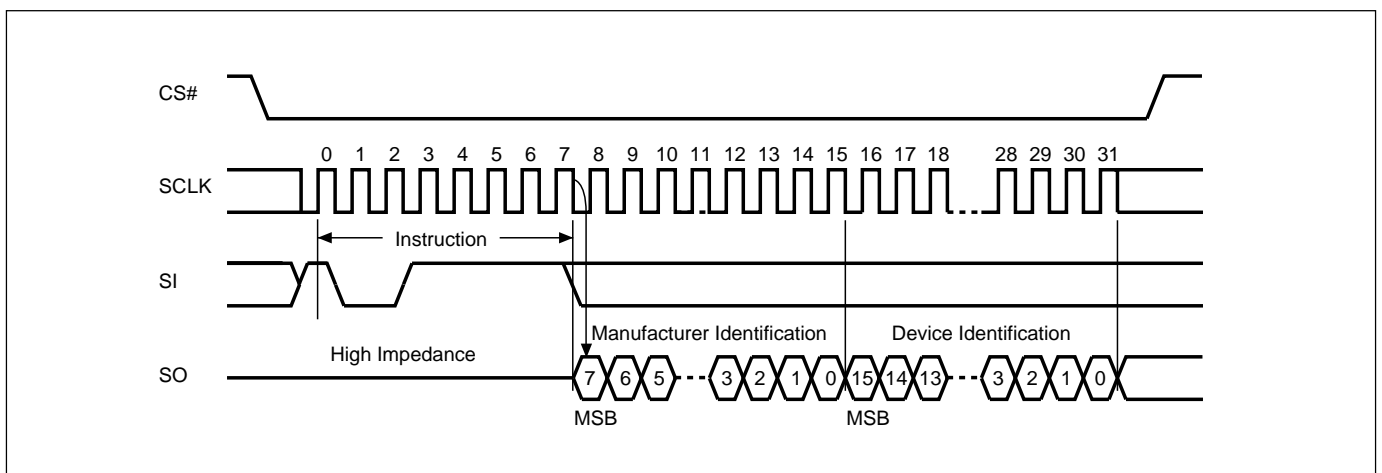 CS#
0 1 2 3 4 5 6 7 8 9 10 11 12 13 14 15 16 17 18 28 29 30 31
SCLK
Instruction
SI
Manufacturer Identification Device Identification
High Impedance
SO 7 6 5 3 2 1 0 15 14 13 3 2 1 0
MSB MSB